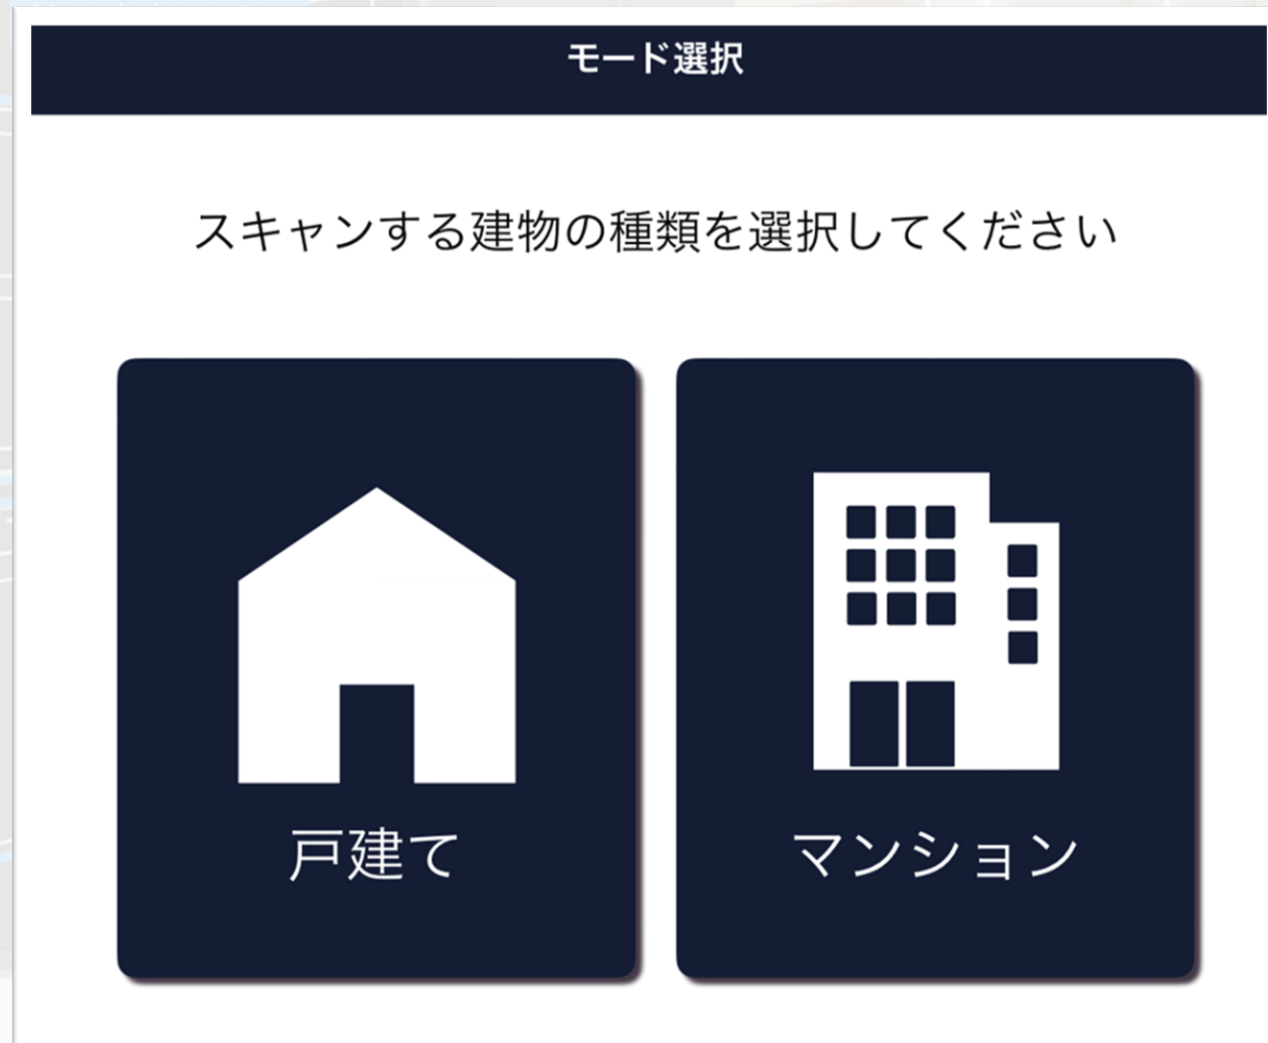 モード選択
スキャンする建物の種類を選択してください
戸建て
マンション